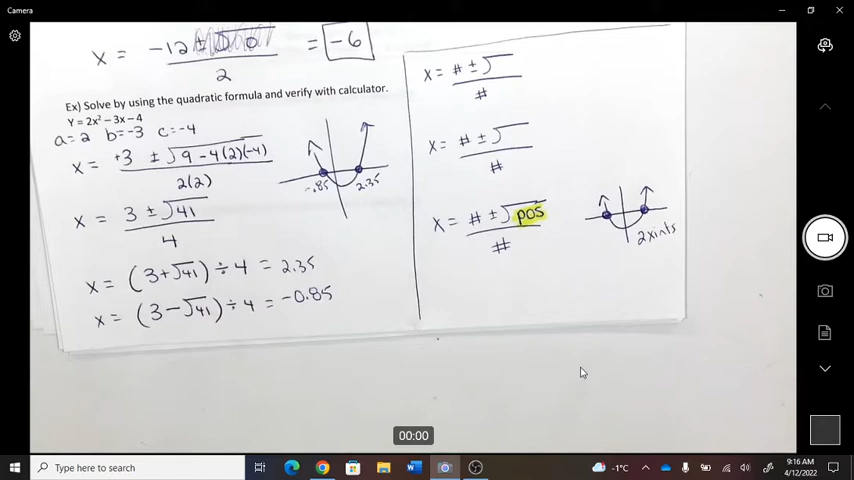 Camera
x = -12 ± √0 / 2 = -6
Ex) Solve by using the quadratic formula and verify with calculator.
Y = 2x² – 3x – 4
a = 2 b = -3 c = -4
x = +3 ± √9 - 4(2)(-4) / 2(2)
-.85 2.35
x = 3 ± √41 / 4
x = (3+√41) ÷ 4 = 2.35
x = (3-√41) ÷ 4 = -0.85
x = # ± √ / #
x = # ± √ / #
x = # ± √pos / #
2 x ints
00:00
Type here to search
-1°C
9:16 AM
4/12/2022